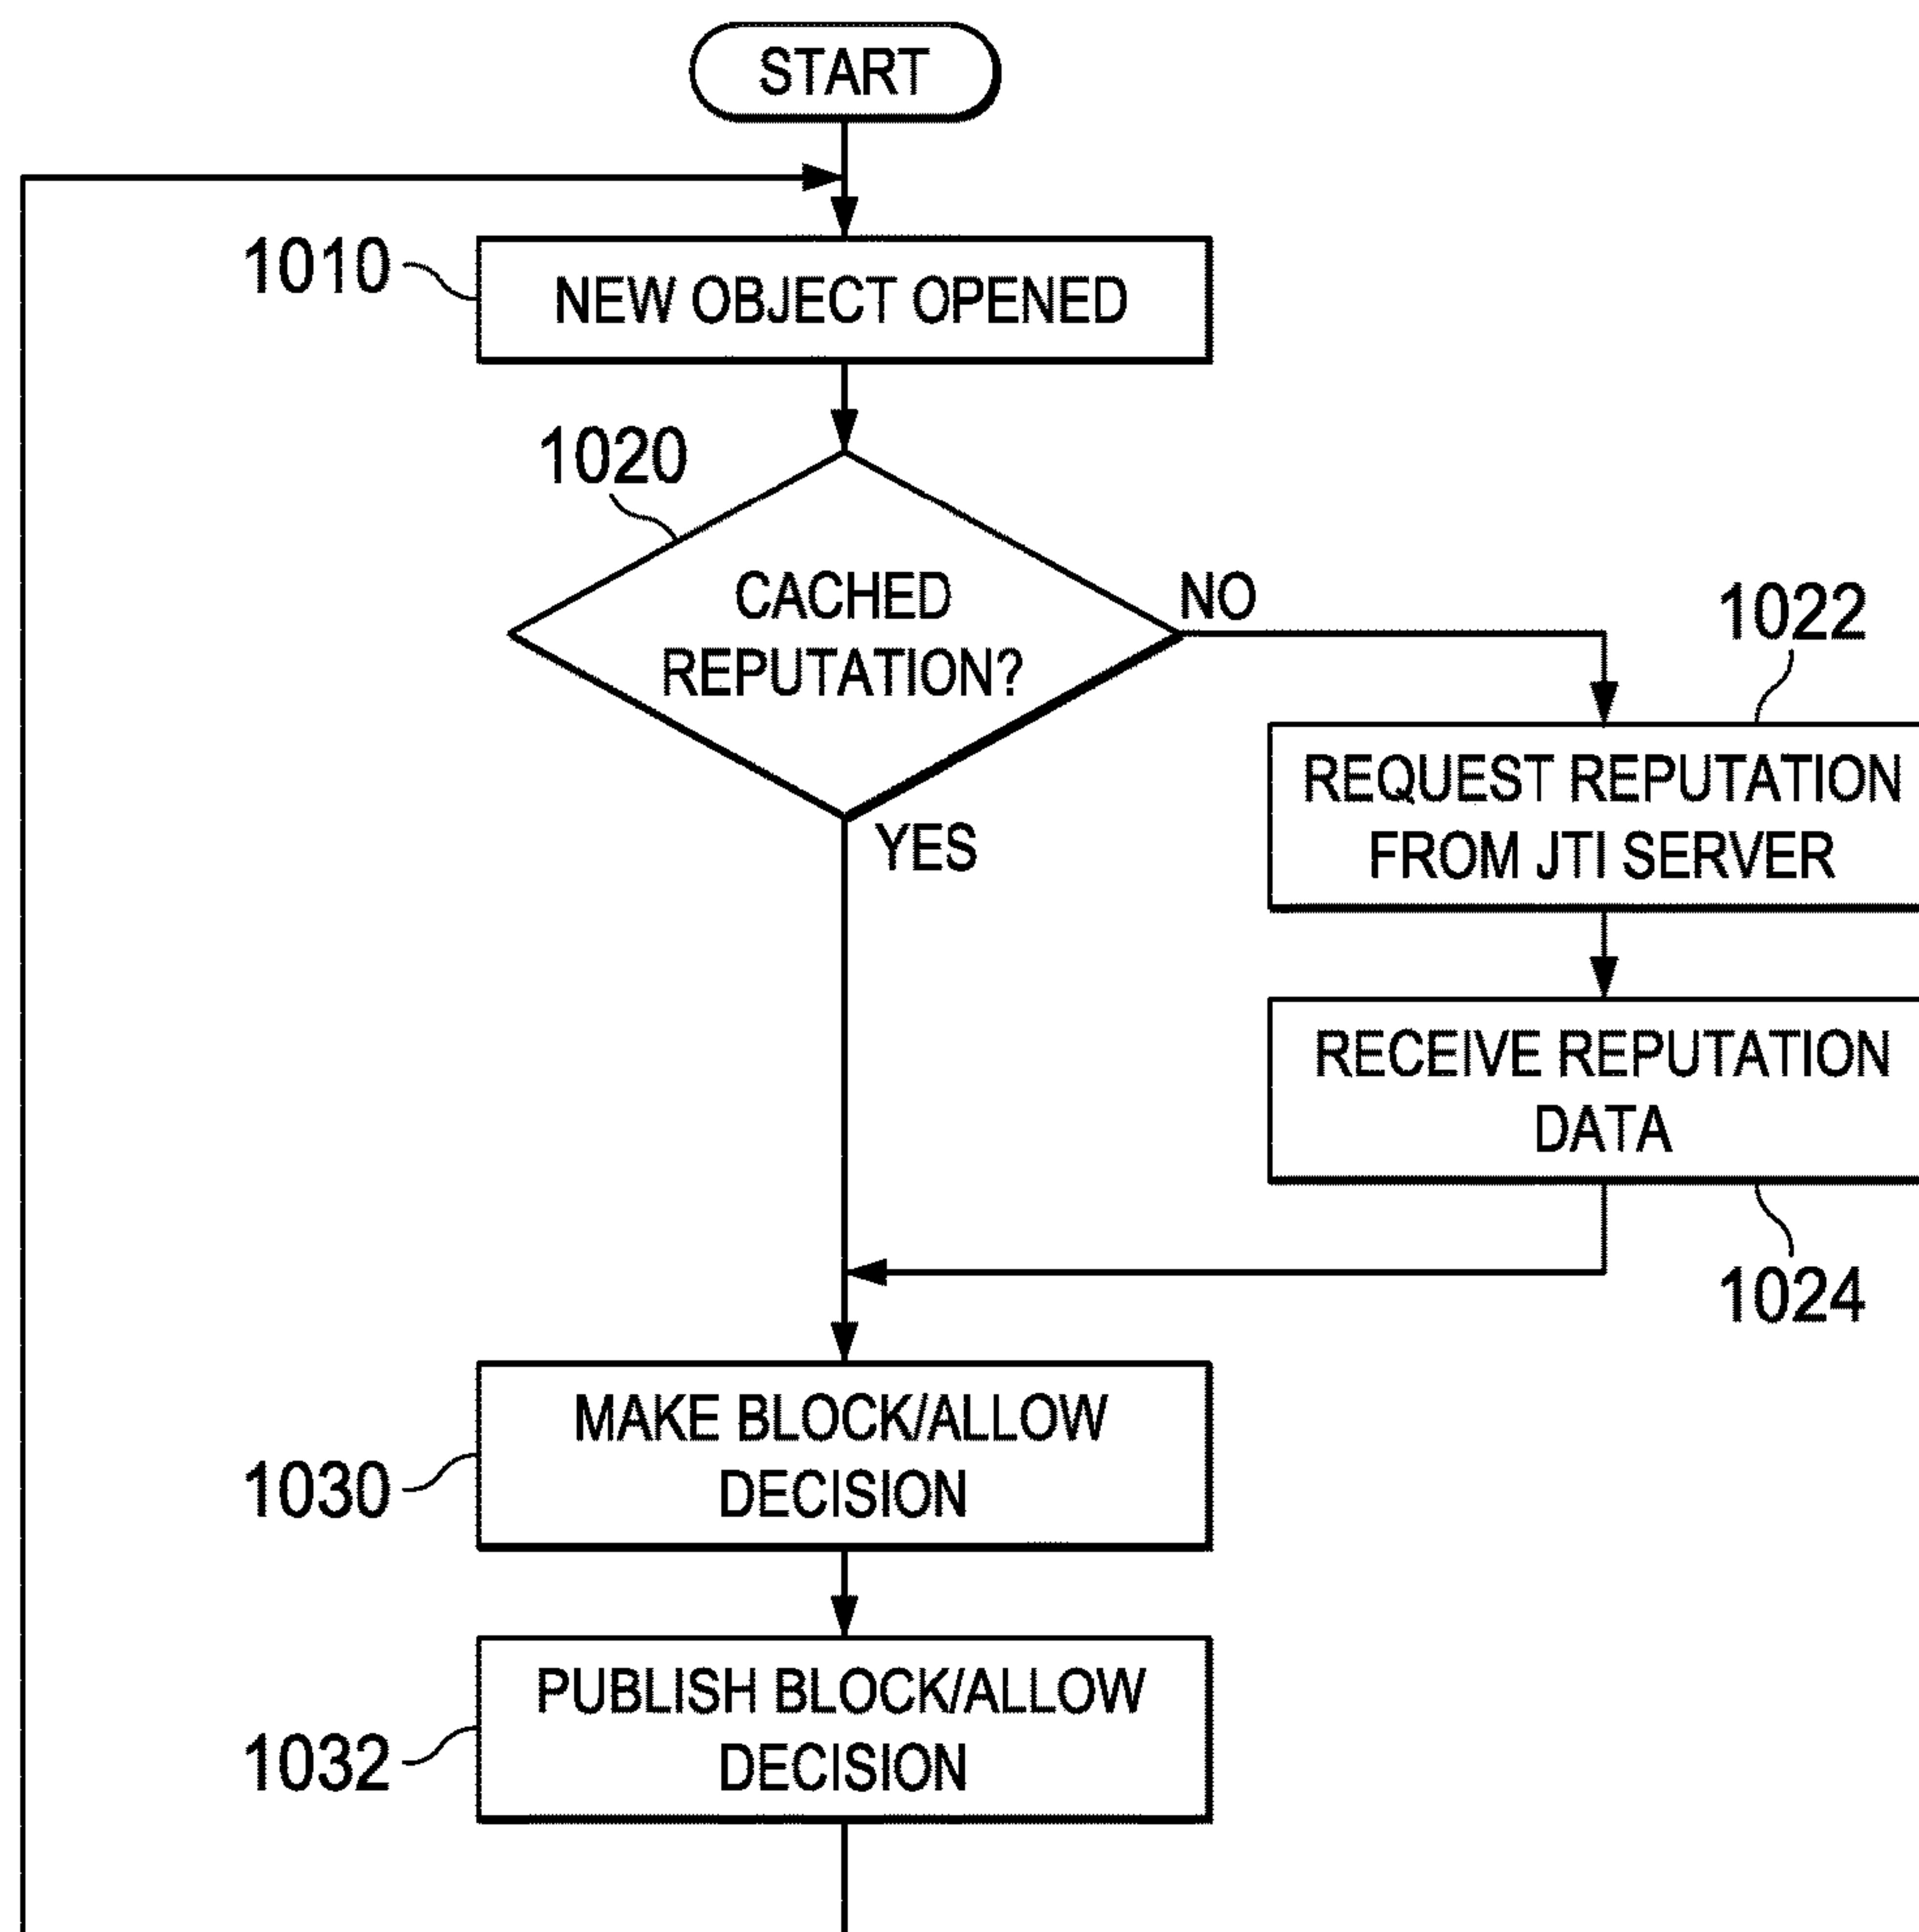 START
1010
NEW OBJECT OPENED
1020
CACHED
REPUTATION?
NO
YES
1022
REQUEST REPUTATION
FROM JTI SERVER
RECEIVE REPUTATION
DATA
1024
MAKE BLOCK/ALLOW
DECISION
1030
PUBLISH BLOCK/ALLOW
DECISION
1032